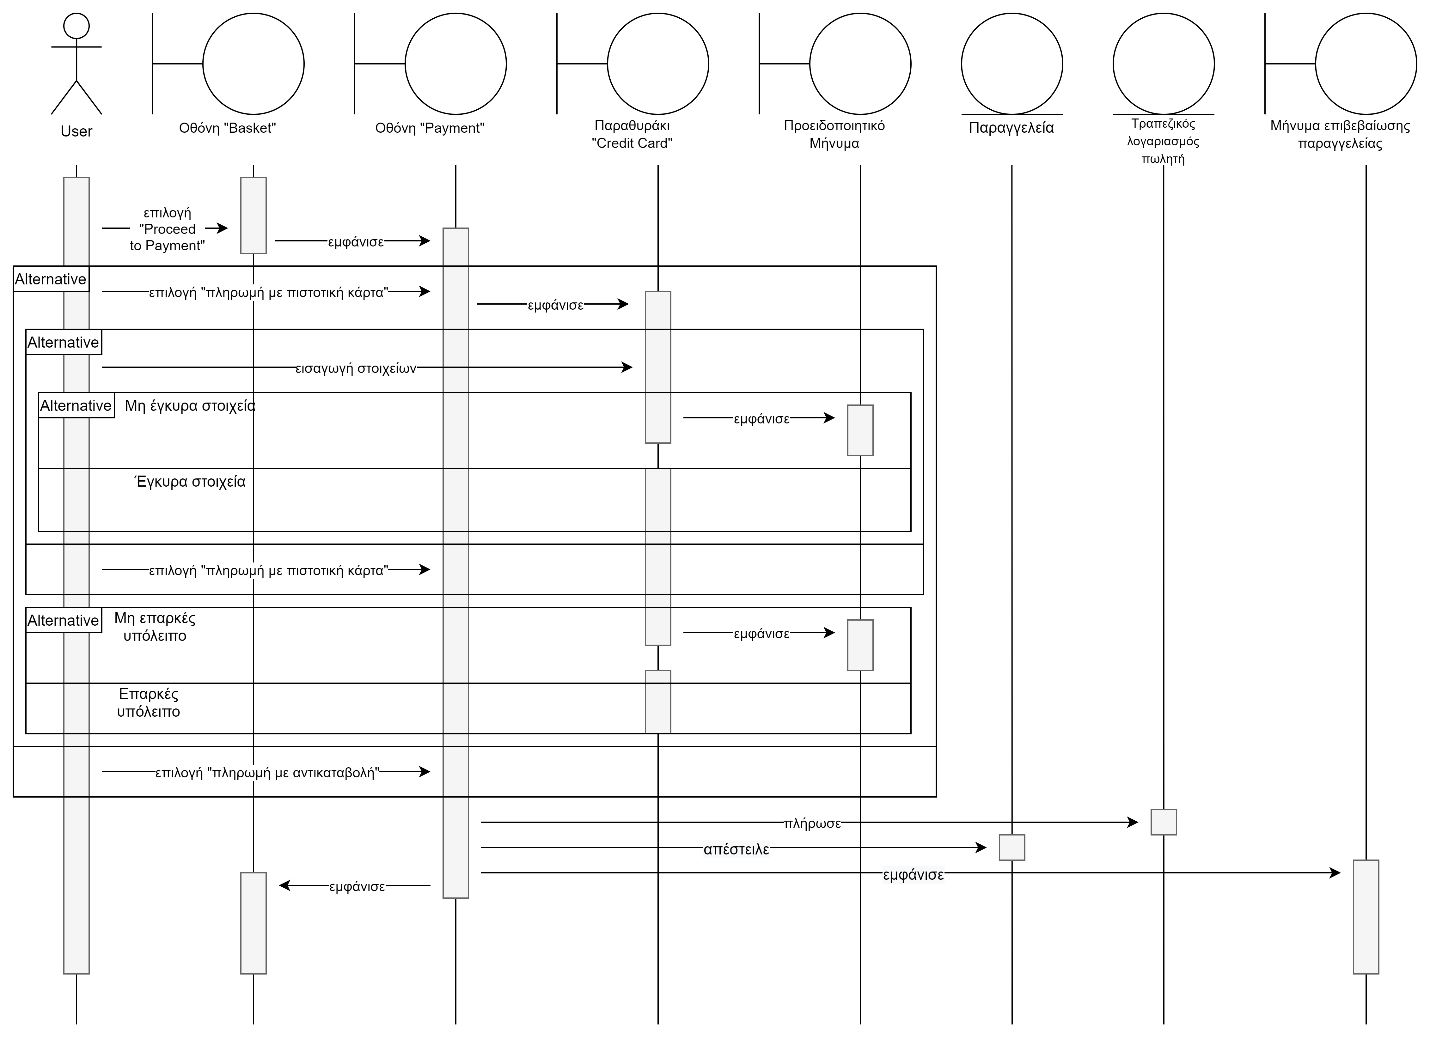 User
Οθόνη "Basket"
Οθόνη "Payment"
Παραθυράκι
"Credit Card"
Προειδοποιητικό
Μήνυμα
Παραγγελεία
Τραπεζικός
λογαριασμός
πωλητή
Μήνυμα επιβεβαίωσης
παραγγελείας
επιλογή
"Proceed
to Payment"
εμφάνισε
Alternative
επιλογή "πληρωμή με πιστοτική κάρτα"
εμφάνισε
Alternative
εισαγωγή στοιχείων
Alternative
Μη έγκυρα στοιχεία
εμφάνισε
Έγκυρα στοιχεία
επιλογή "πληρωμή με πιστοτική κάρτα"
Alternative
Μη επαρκές
υπόλειπο
εμφάνισε
Επαρκές
υπόλειπο
επιλογή "πληρωμή με αντικαταβολή"
πλήρωσε
απέστειλε
εμφάνισε
εμφάνισε